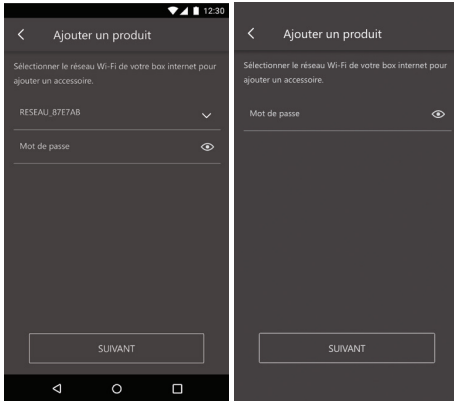 12:30
Ajouter un produit
Sélectionner le réseau Wi-Fi de votre box internet pour
ajouter un accessoire.
RESEAU_87E7AB
Mot de passe
SUIVANT
Ajouter un produit
Sélectionner le réseau Wi-Fi de votre box internet pour
ajouter un accessoire.
Mot de passe
SUIVANT